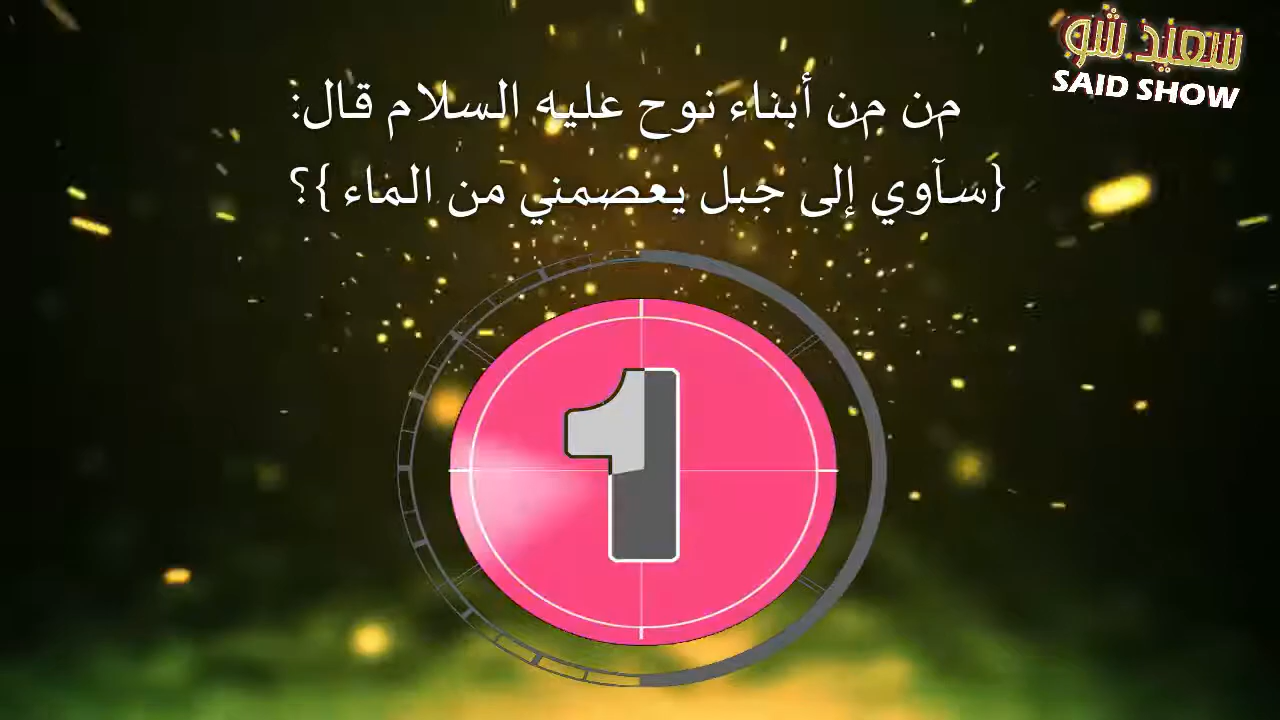 سعيد شو
SAID SHOW
من من أبناء نوح عليه السلام قال:
{سآوي إلى جبل يعصمني من الماء }؟
1